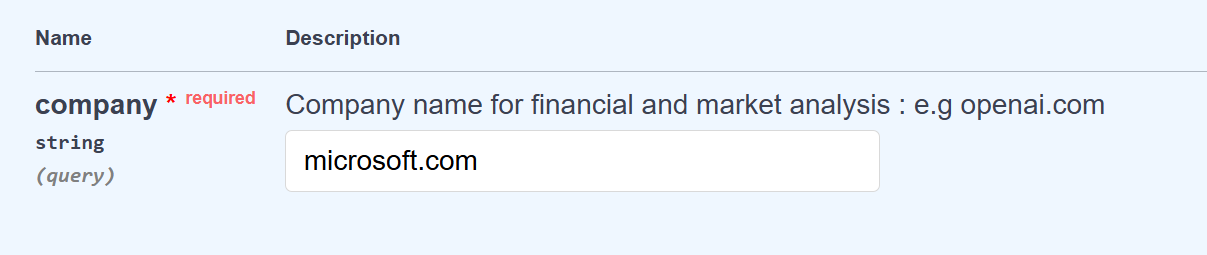 Name Description
company * required Company name for financial and market analysis : e.g openai.com
string microsoft.com
(query)